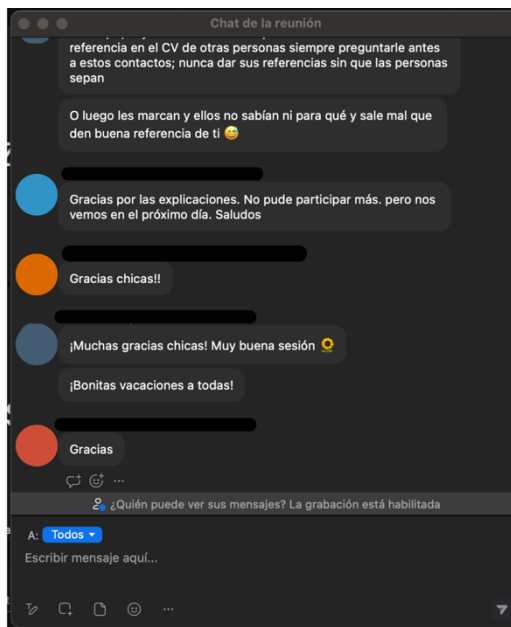 Chat de la reunión
referencia en el CV de otras personas siempre preguntarle antes
a estos contactos; nunca dar sus referencias sin que las personas
sepan
O luego les marcan y ellos no sabían ni para qué y sale mal que
den buena referencia de ti 😅
Gracias por las explicaciones. No pude participar más. pero nos
vemos en el próximo día. Saludos
Gracias chicas!!
¡Muchas gracias chicas! Muy buena sesión 🌻
¡Bonitas vacaciones a todas!
Gracias
¿Quién puede ver sus mensajes? La grabación está habilitada
A: Todos
Escribir mensaje aquí...